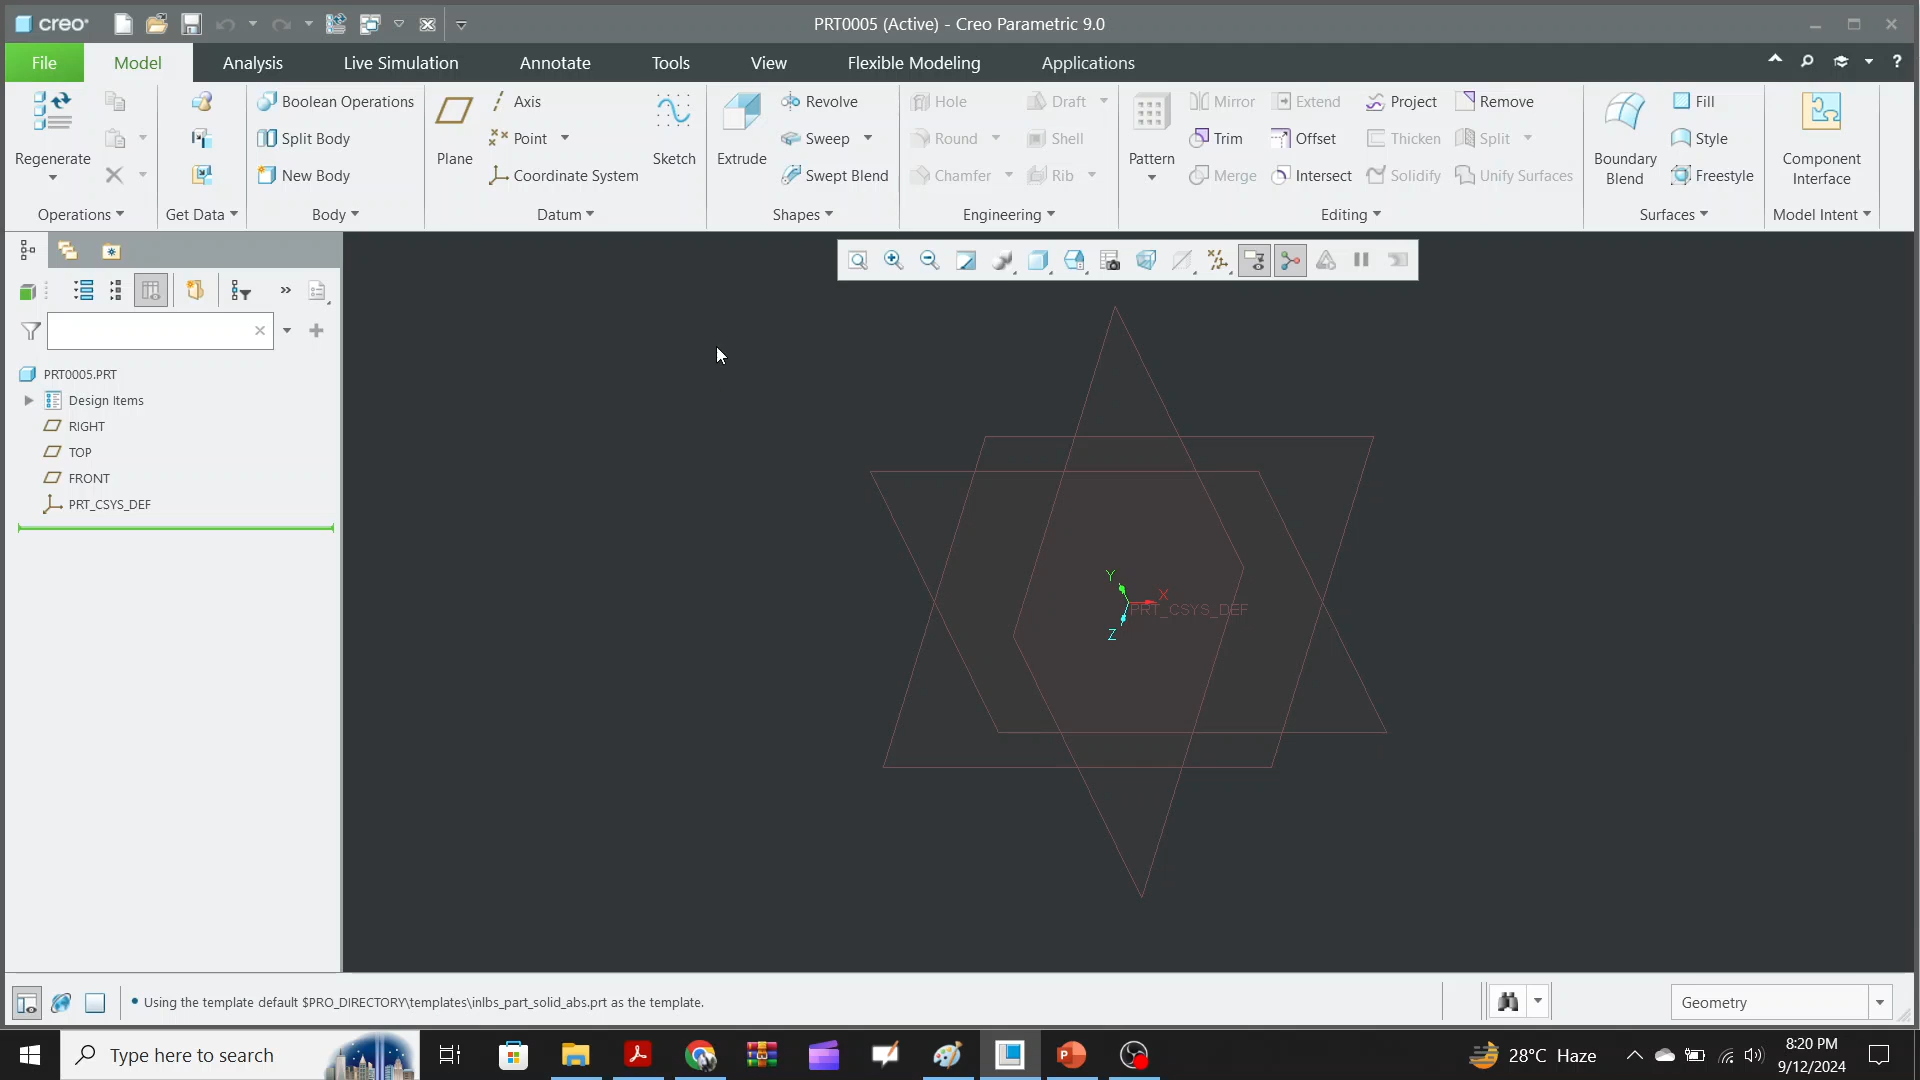 creo PRT0005 (Active) - Creo Parametric 9.0
File Model Analysis Live Simulation Annotate Tools View Flexible Modeling Applications ?
Boolean Operations Axis Revolve Hole Draft Mirror Extend Project Remove Fill
Split Body Point Sweep Round Shell Trim Offset Thicken Split Style
Regenerate Plane Sketch Extrude Pattern Boundary Blend Component Interface
New Body Coordinate System Swept Blend Chamfer Rib Merge Intersect Solidify Unify Surfaces Freestyle
Operations Get Data Body Datum Shapes Engineering Editing Surfaces Model Intent
PRT0005.PRT
Design Items
RIGHT
TOP
FRONT
PRT_CSYS_DEF
Y
X
PRT_CSYS_DEF
Z
• Using the template default $PRO_DIRECTORY\templates\inlbs_part_solid_abs.prt as the template.
Geometry
Type here to search
28°C Haze
8:20 PM
9/12/2024